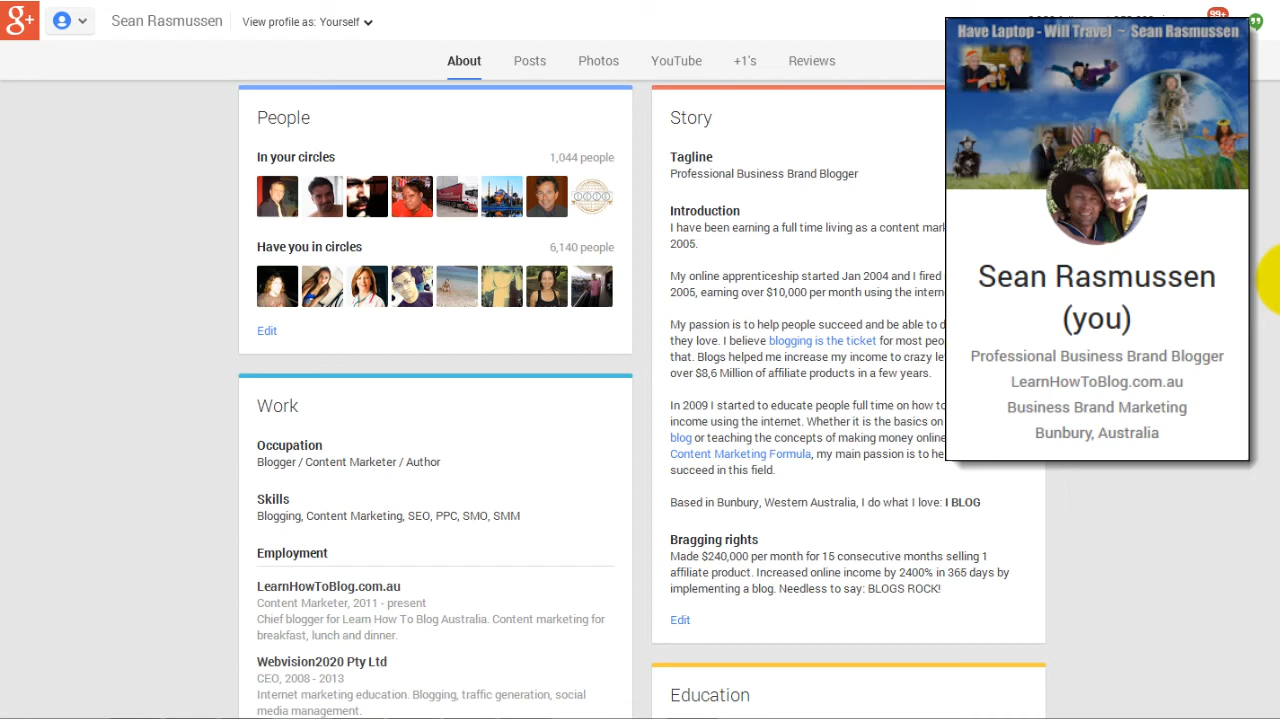 g+
Sean Rasmussen
View profile as: Yourself
99+
About
Posts
Photos
YouTube
+1's
Reviews
People
In your circles
1,044 people
Have you in circles
6,140 people
Edit
Work
Occupation
Blogger / Content Marketer / Author
Skills
Blogging, Content Marketing, SEO, PPC, SMO, SMM
Employment
LearnHowToBlog.com.au
Content Marketer, 2011 - present
Chief blogger for Learn How To Blog Australia. Content marketing for
breakfast, lunch and dinner.
Webvision2020 Pty Ltd
CEO, 2008 - 2013
Internet marketing education. Blogging, traffic generation, social
media management.
Story
Tagline
Professional Business Brand Blogger
Introduction
I have been earning a full time living as a content
2005.
My online apprenticeship started Jan 2004 and I fired
2005, earning over $10,000 per month using the
My passion is to help people succeed and be able to
they love. I believe blogging is the ticket for most
that. Blogs helped me increase my income to crazy
over $8,6 Million of affiliate products in a few years.
In 2009 I started to educate people full time on how to
income using the internet. Whether it is the basics on
blog or teaching the concepts of making money online
Content Marketing Formula, my main passion is to
succeed in this field.
Based in Bunbury, Western Australia, I do what I love: I BLOG
Bragging rights
Made $240,000 per month for 15 consecutive months selling 1
affiliate product. Increased online income by 2400% in 365 days by
implementing a blog. Needless to say: BLOGS ROCK!
Edit
Education
Have Laptop - Will Travel ~ Sean Rasmussen
Sean Rasmussen
(you)
Professional Business Brand Blogger
LearnHowToBlog.com.au
Business Brand Marketing
Bunbury, Australia